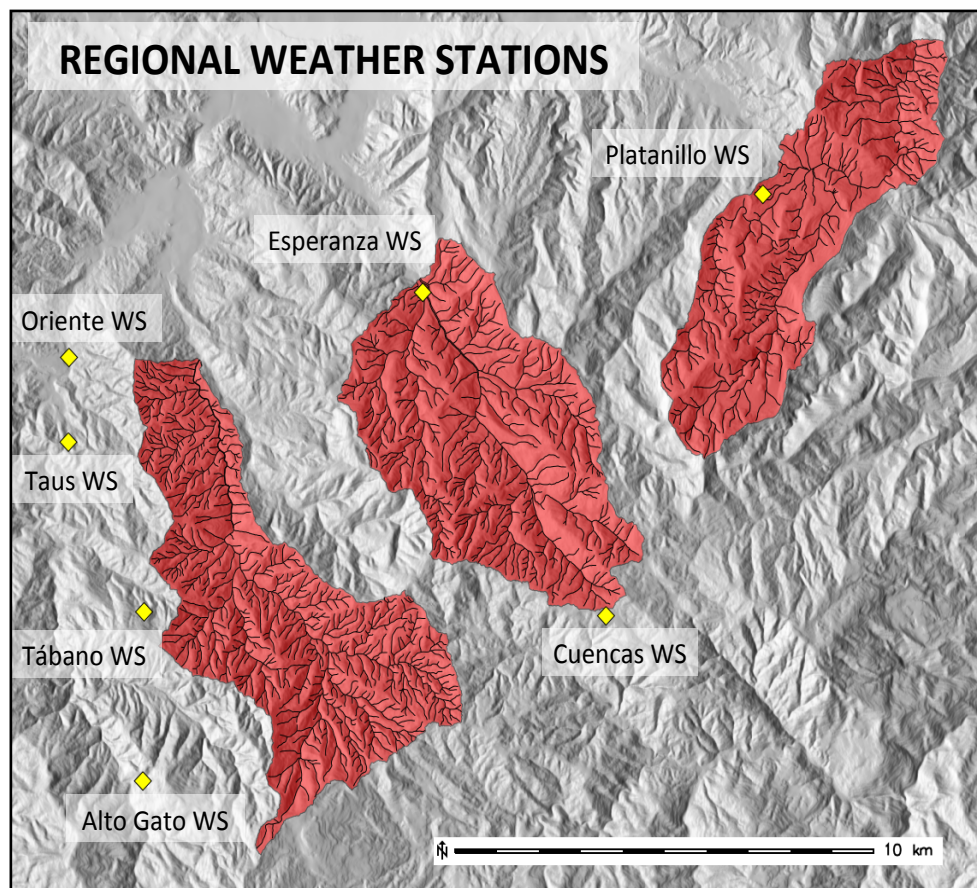 REGIONAL WEATHER STATIONS
Platanillo WS
Esperanza WS
Oriente WS
Taus WS
Tábano WS
Cuencas WS
Alto Gato WS
N
10 km